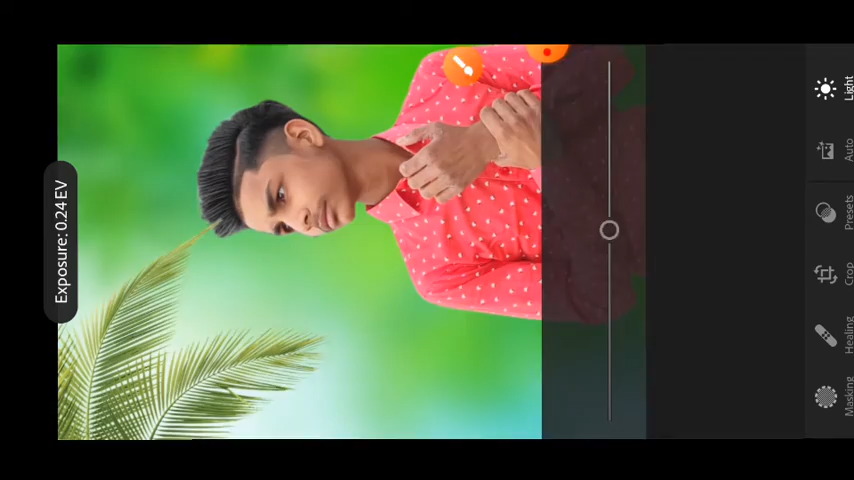 Exposure: 0.24 EV
Light
Auto
Presets
Crop
Healing
Masking